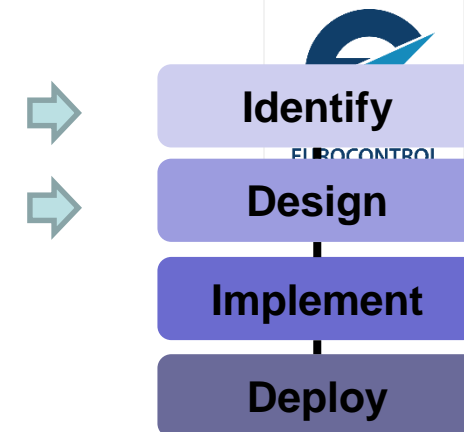 Identify
EUROCONTROL
Design
Implement
Deploy